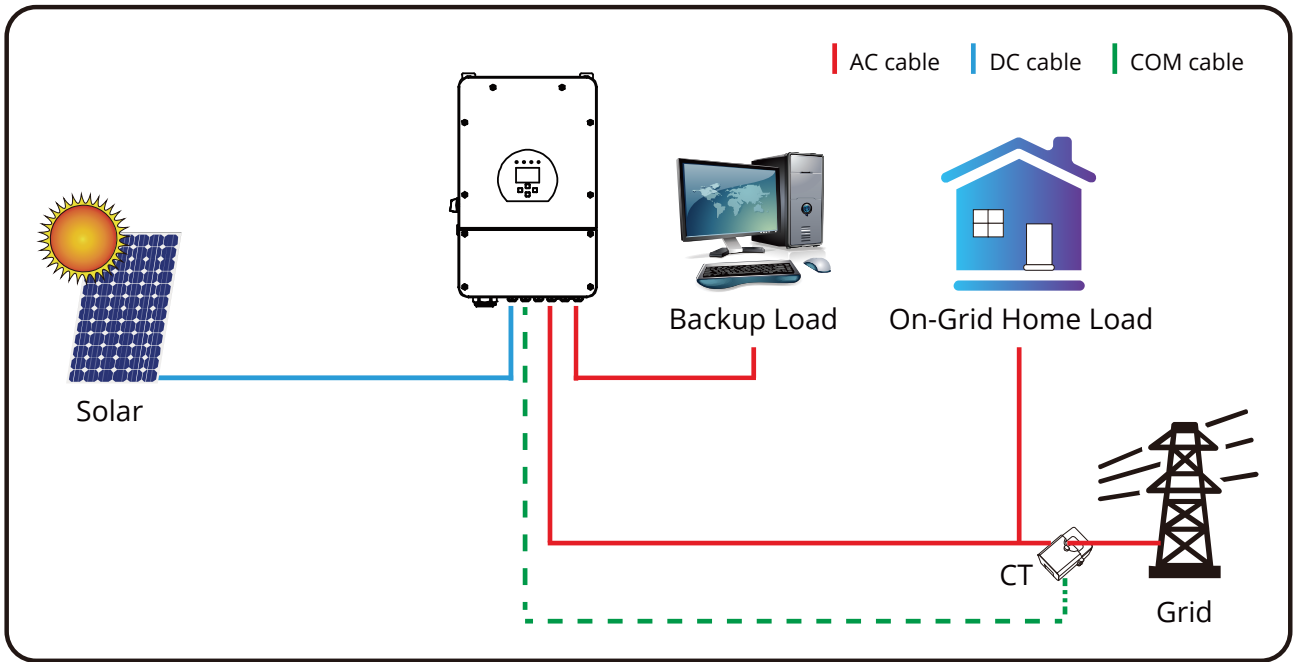 AC cable
DC cable
COM cable
Backup Load
On-Grid Home Load
Solar
CT
Grid